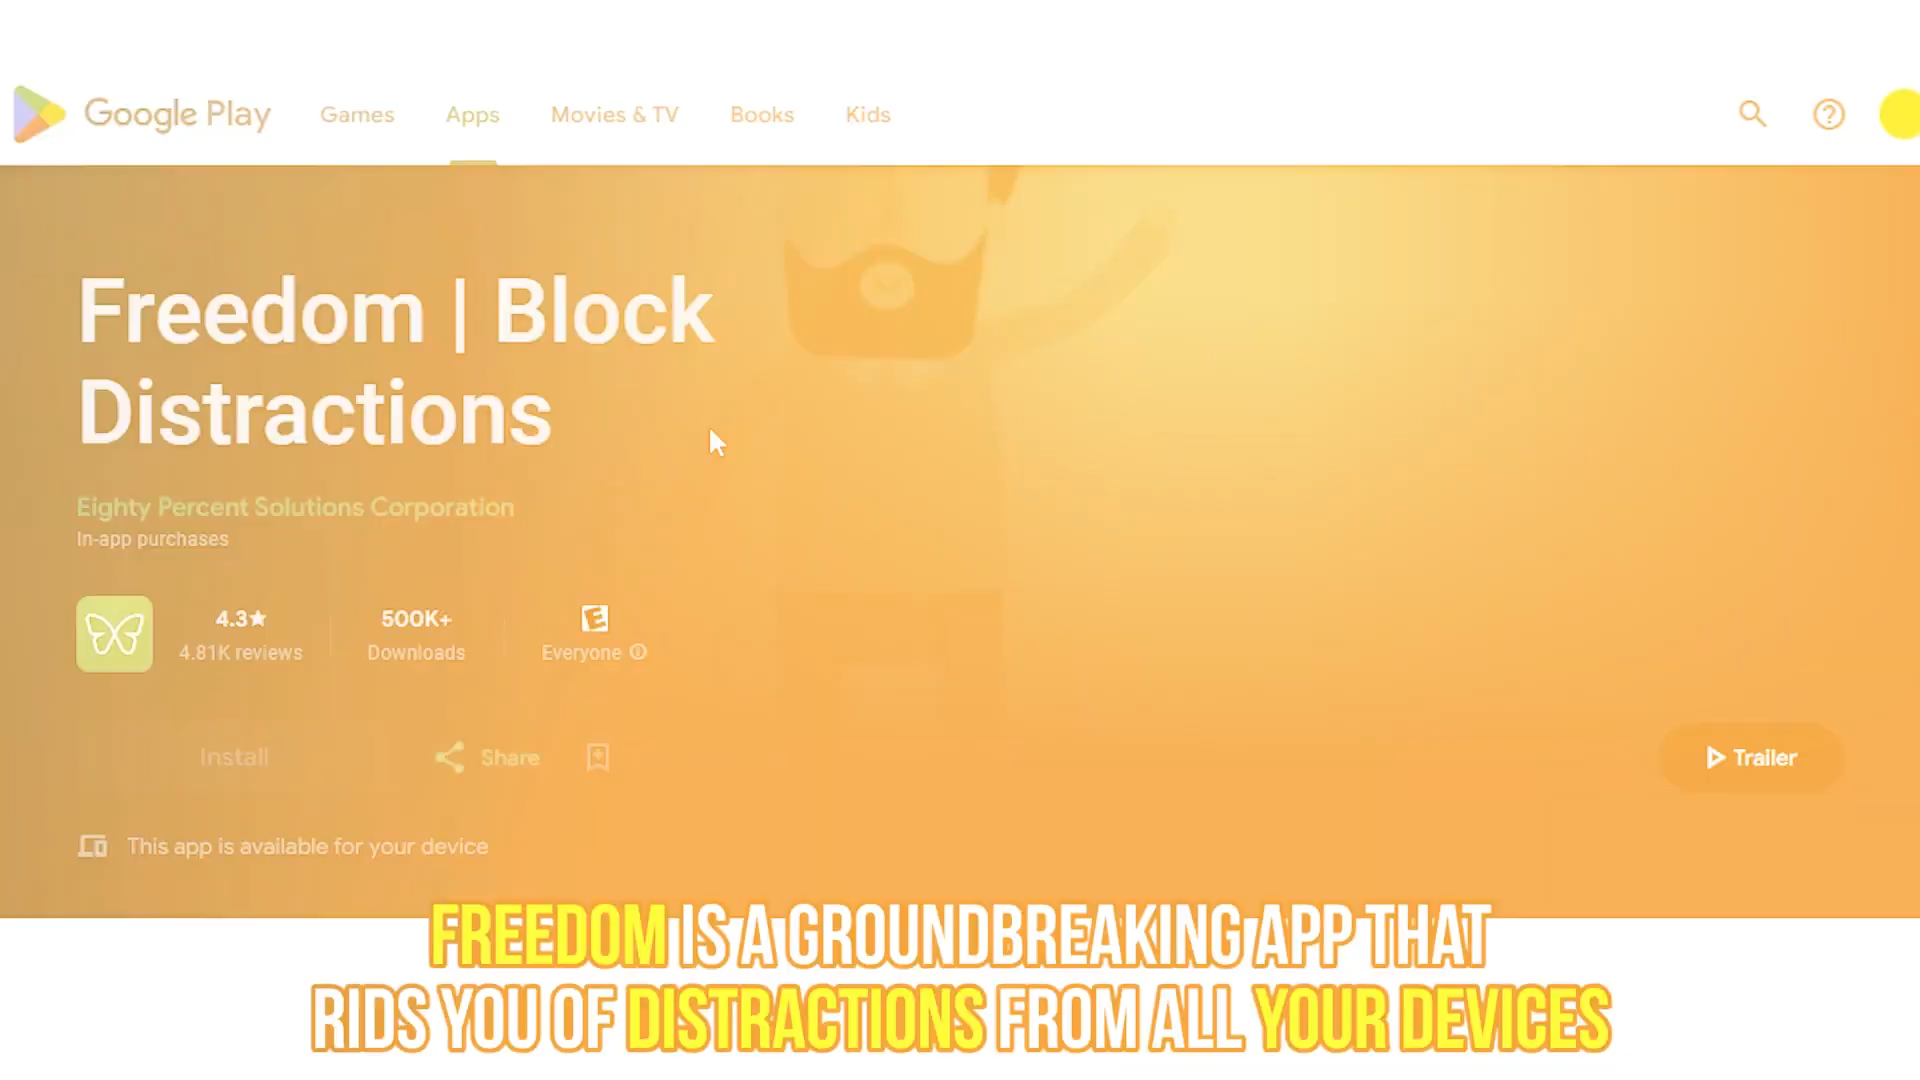 Google Play Games Apps Movies & TV Books Kids
Freedom | Block
Distractions
Eighty Percent Solutions Corporation
In-app purchases
4.3★ 500K+ E
4.81K reviews Downloads Everyone
Install Share Trailer
This app is available for your device
FREEDOM IS A GROUNDBREAKING APP THAT
RIDS YOU OF DISTRACTIONS FROM ALL YOUR DEVICES